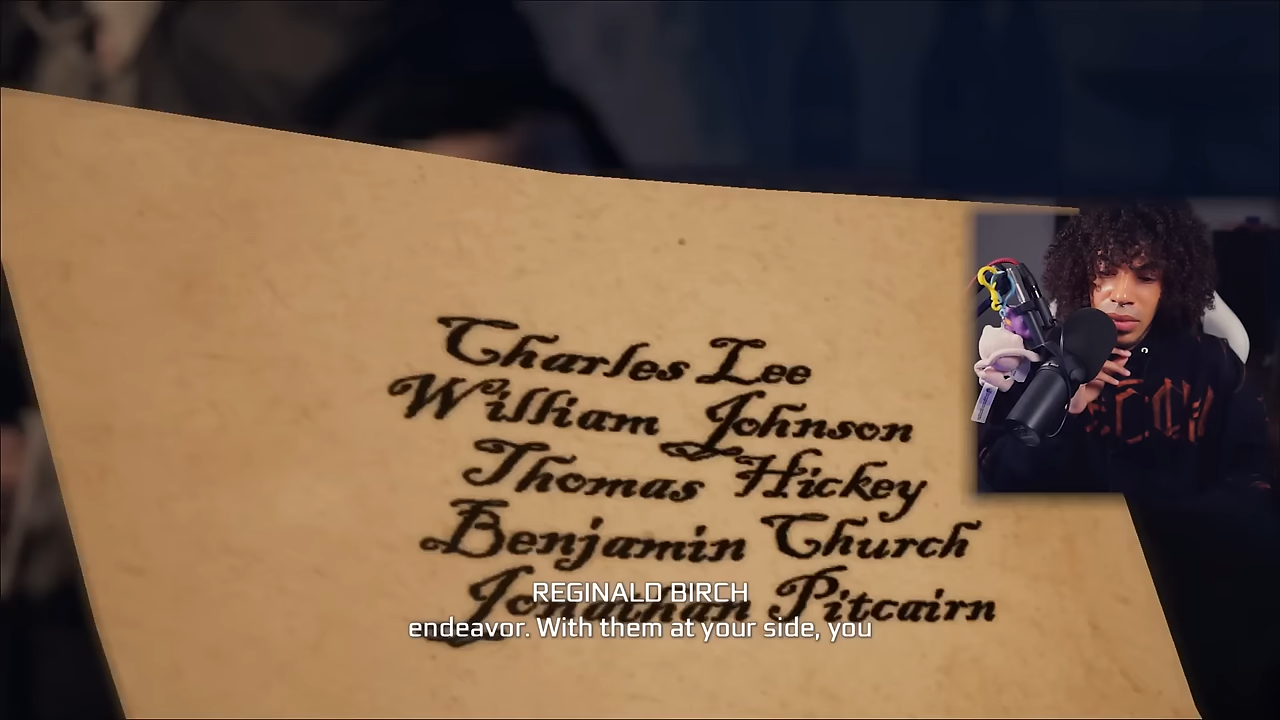 Charles Lee
William Johnson
Thomas Hickey
Benjamin Church
Jonathan Pitcairn
REGINALD BIRCH
endeavor. With them at your side, you